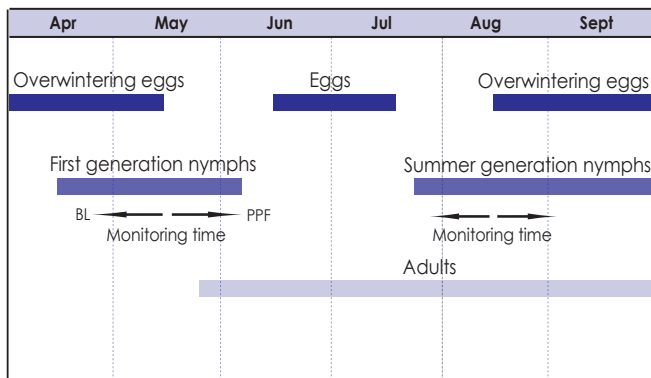 Apr May Jun Jul Aug Sept
Overwintering eggs Eggs Overwintering eggs
First generation nymphs Summer generation nymphs
BL PPF
Monitoring time Monitoring time
Adults